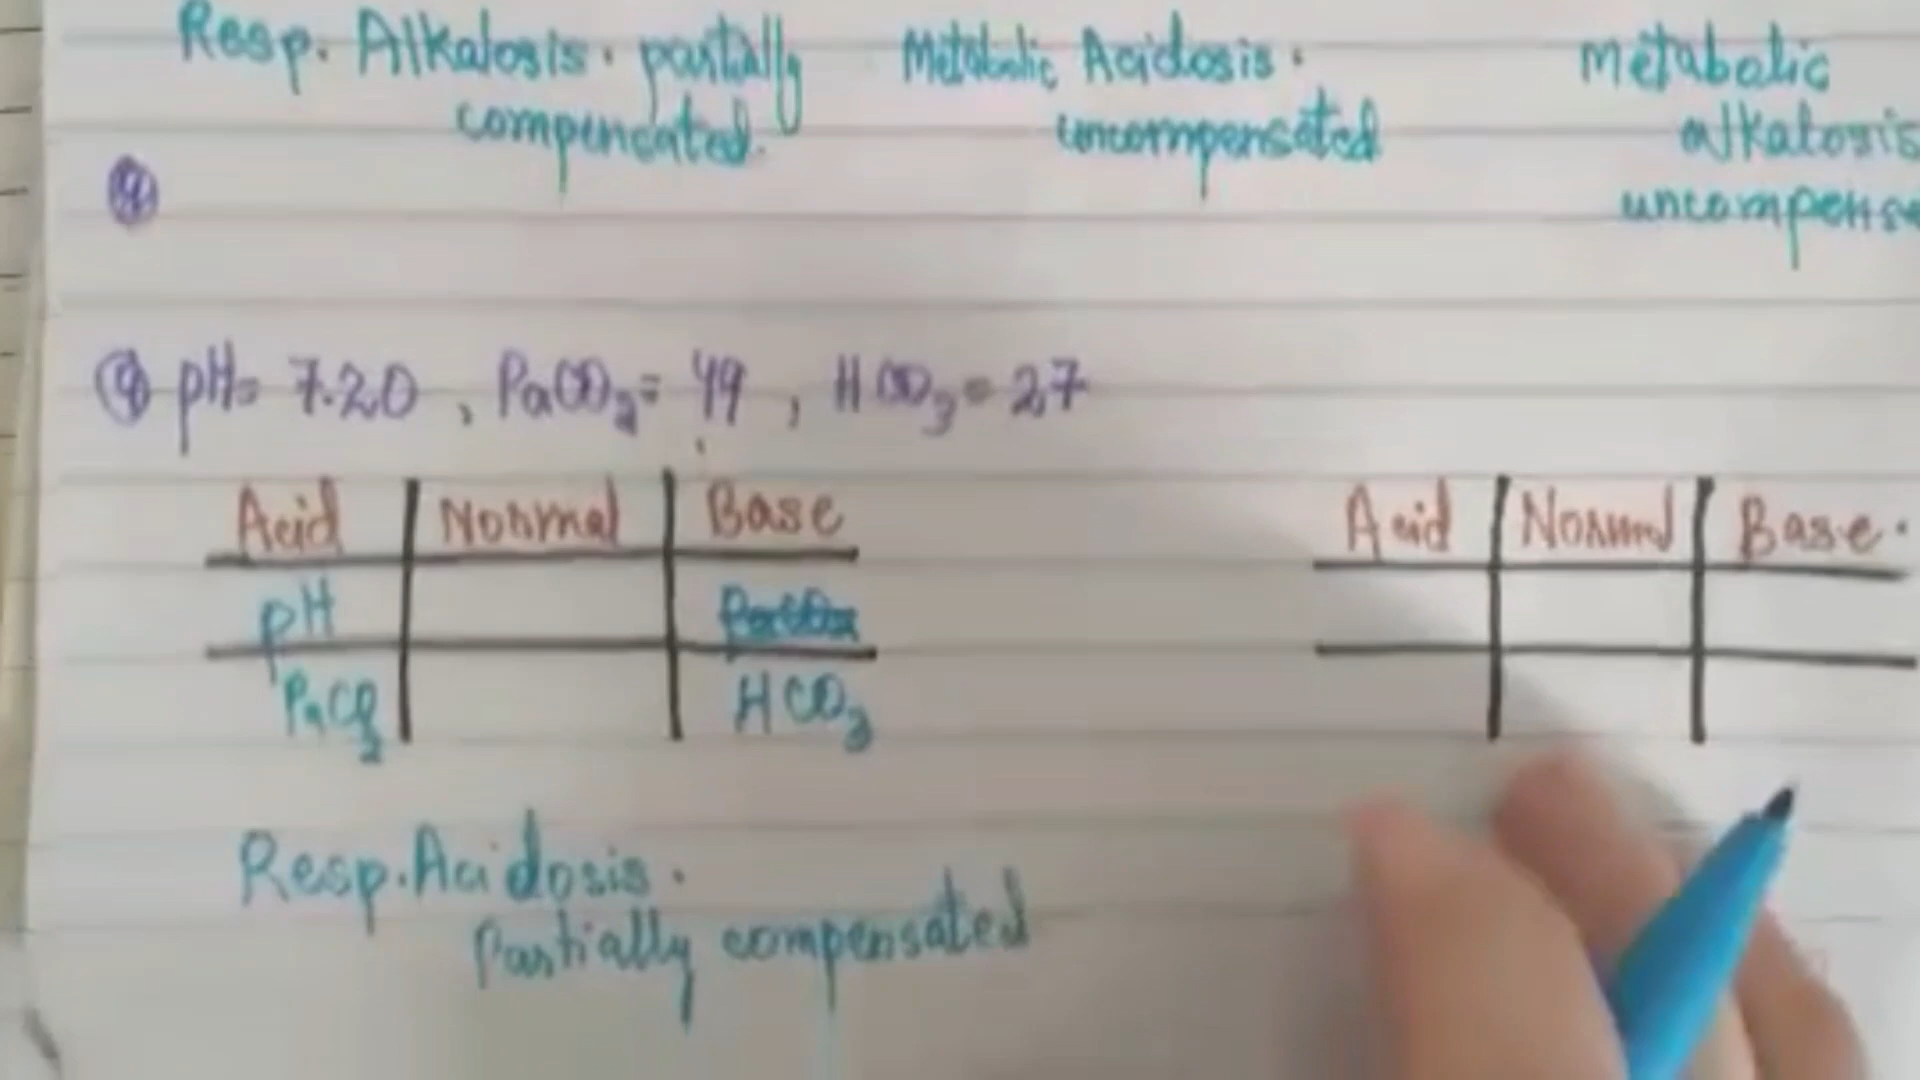 Resp. Alkalosis. partially compensated.
Metabolic Acidosis. uncompensated
metabolic alkalosis uncompense
Q pH= 7.20 , PaCO2= 49 , HCO3= 27
Acid Normal Base
pH
PaCO2 HCO3
Acid Normal Base.
Resp. Acidosis.
Partially compensated